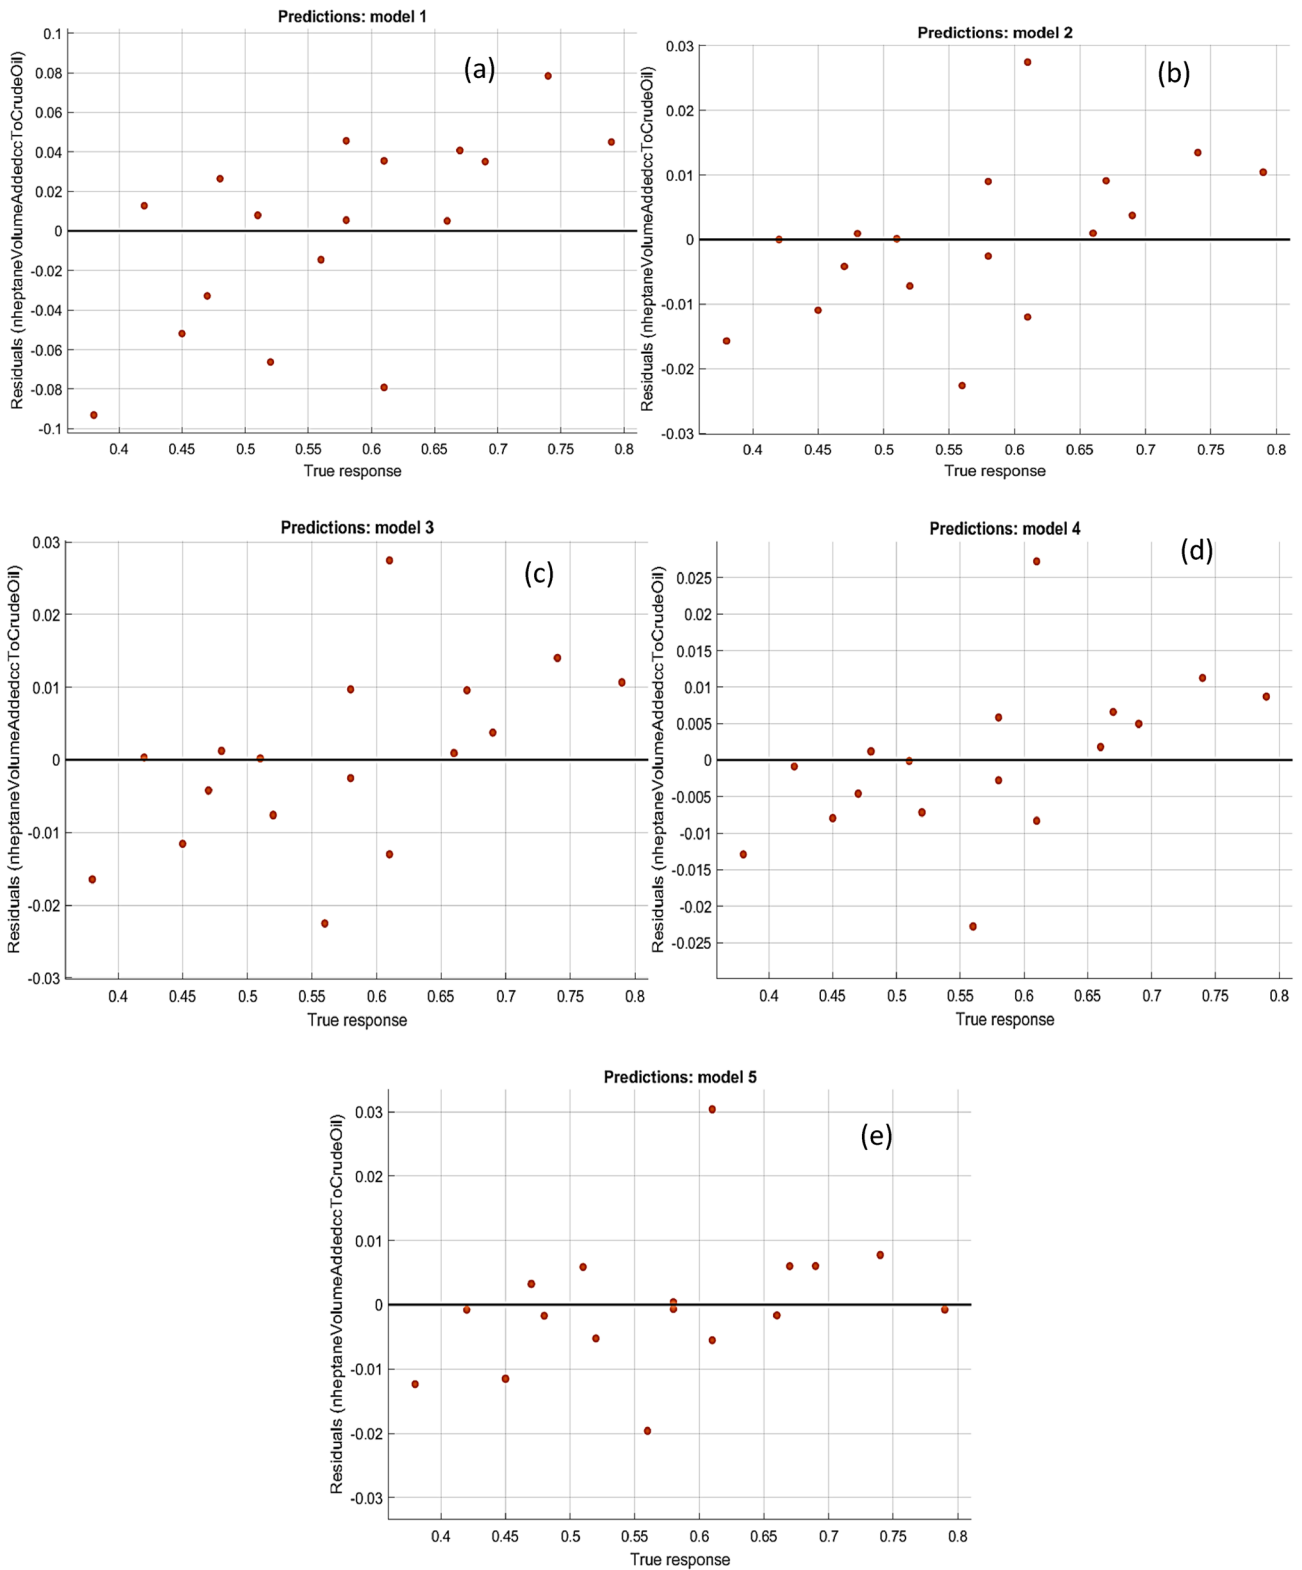 Predictions: model 1
(a)
Residuals (nheptaneVolumeAddedccToCrudeOil)
0.1
0.08
0.06
0.04
0.02
0
-0.02
-0.04
-0.06
-0.08
-0.1
0.4 0.45 0.5 0.55 0.6 0.65 0.7 0.75 0.8
True response
Predictions: model 2
(b)
Residuals (nheptaneVolumeAddedccToCrudeOil)
0.03
0.02
0.01
0
-0.01
-0.02
-0.03
0.4 0.45 0.5 0.55 0.6 0.65 0.7 0.75 0.8
True response
Predictions: model 3
(c)
Residuals (nheptaneVolumeAddedccToCrudeOil)
0.03
0.02
0.01
0
-0.01
-0.02
-0.03
0.4 0.45 0.5 0.55 0.6 0.65 0.7 0.75 0.8
True response
Predictions: model 4
(d)
Residuals (nheptaneVolumeAddedccToCrudeOil)
0.025
0.02
0.015
0.01
0.005
0
-0.005
-0.01
-0.015
-0.02
-0.025
0.4 0.45 0.5 0.55 0.6 0.65 0.7 0.75 0.8
True response
Predictions: model 5
(e)
Residuals (nheptaneVolumeAddedccToCrudeOil)
0.03
0.02
0.01
0
-0.01
-0.02
-0.03
0.4 0.45 0.5 0.55 0.6 0.65 0.7 0.75 0.8
True response